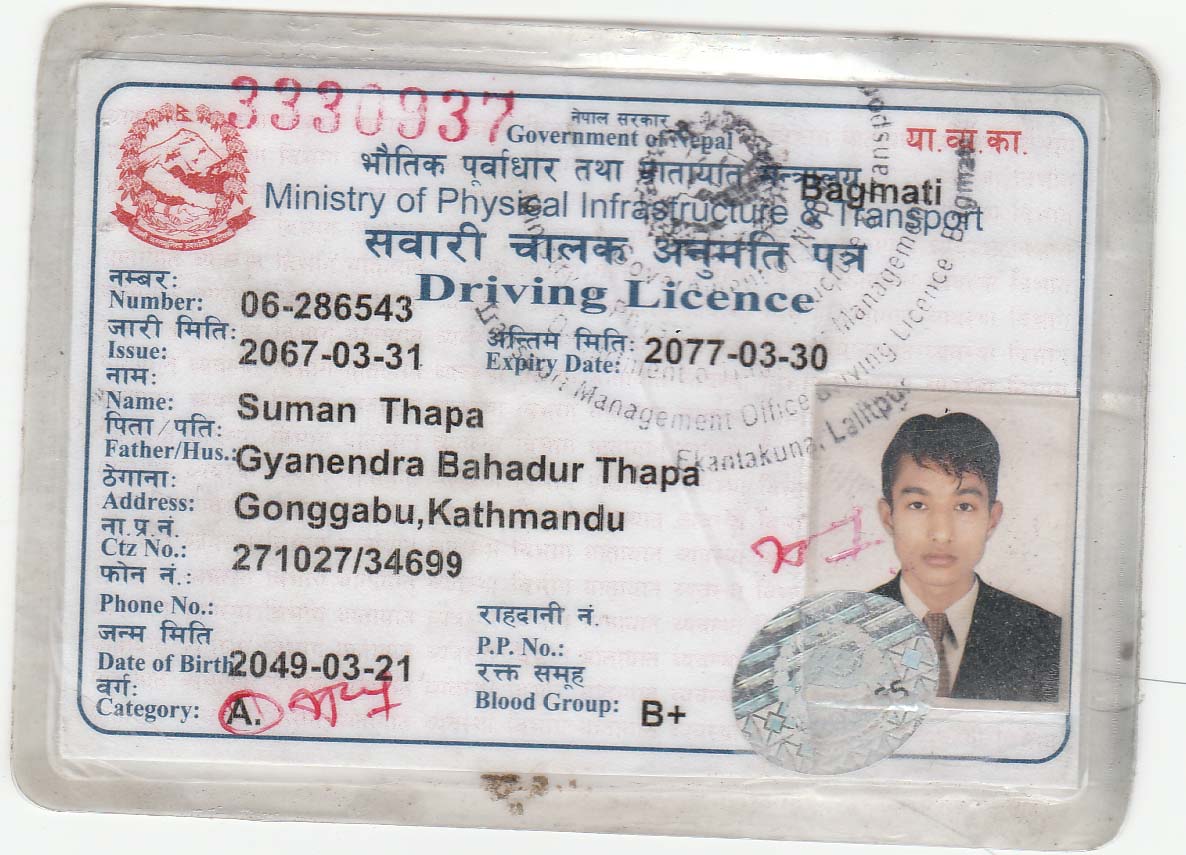 3330937
नेपाल सरकार
Government of Nepal
या.व्य.का.
भौतिक पूर्वाधार तथा यातायात मन्त्रालय
Bagmati
Ministry of Physical Infrastructure & Transport
सवारी चालक अनुमति पत्र
Driving Licence
नम्बर:
Number: 06-286543
जारी मिति: अन्तिम मिति:
Issue: 2067-03-31 Expiry Date: 2077-03-30
नाम:
Name: Suman Thapa
पिता / पति:
Father/Hus.: Gyanendra Bahadur Thapa
ठेगाना:
Address: Gonggabu,Kathmandu
ना.प्र.नं.
Ctz No.: 271027/34699
फोन नं.:
Phone No.: राहदानी नं.
P.P. No.:
जन्म मिति
Date of Birth 2049-03-21 रक्त समूह
वर्ग: Blood Group: B+
Category: A.
Transport Management Office
Driving Licence Bagmati
Ekantakuna, Lalitpur